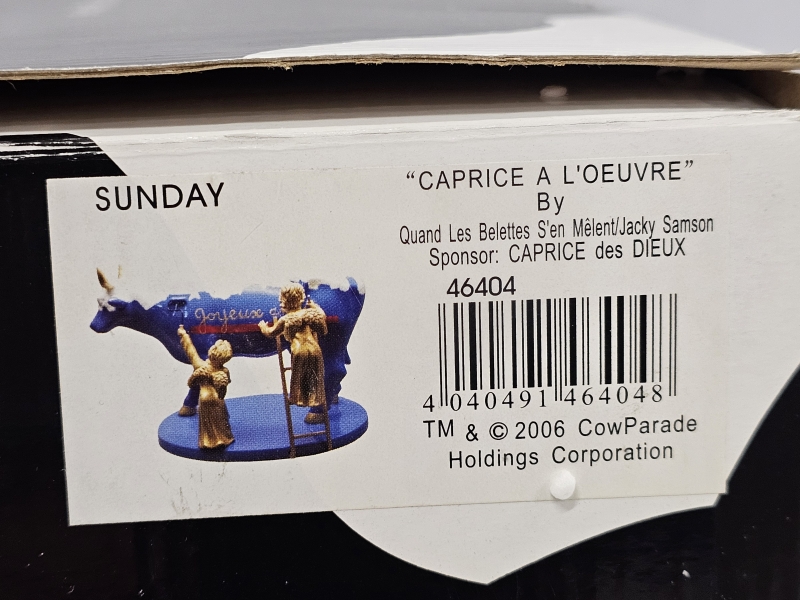 SUNDAY
“CAPRICE A L'OEUVRE”
By
Quand Les Belettes S'en Mêlent/Jacky Samson
Sponsor: CAPRICE des DIEUX
46404
4 040491 464048
TM & © 2006 CowParade
Holdings Corporation
Joyeux